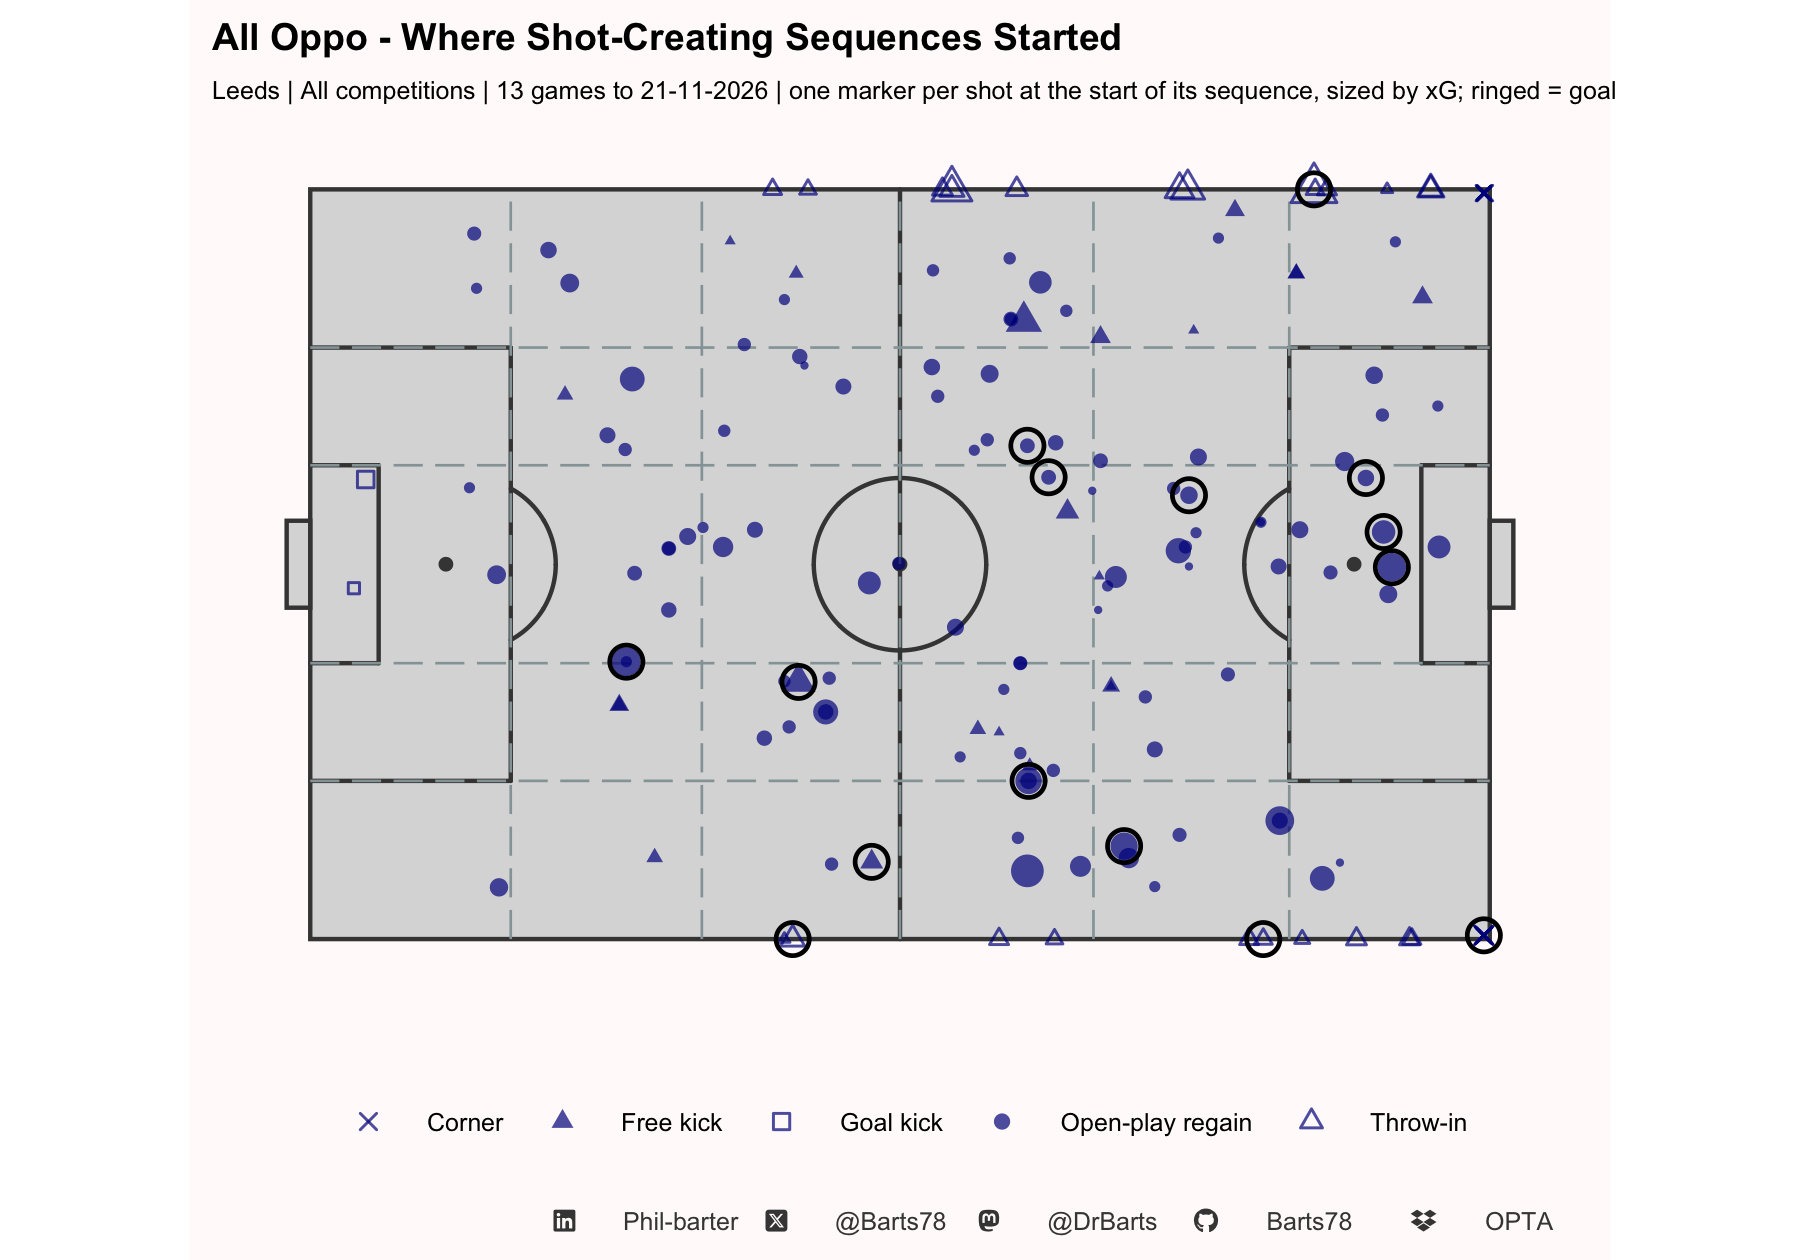 All Oppo - Where Shot-Creating Sequences Started
Leeds | All competitions | 13 games to 21-11-2026 | one marker per shot at the start of its sequence, sized by xG; ringed = goal
Corner Free kick Goal kick Open-play regain Throw-in
Phil-barter @Barts78 @DrBarts Barts78 OPTA